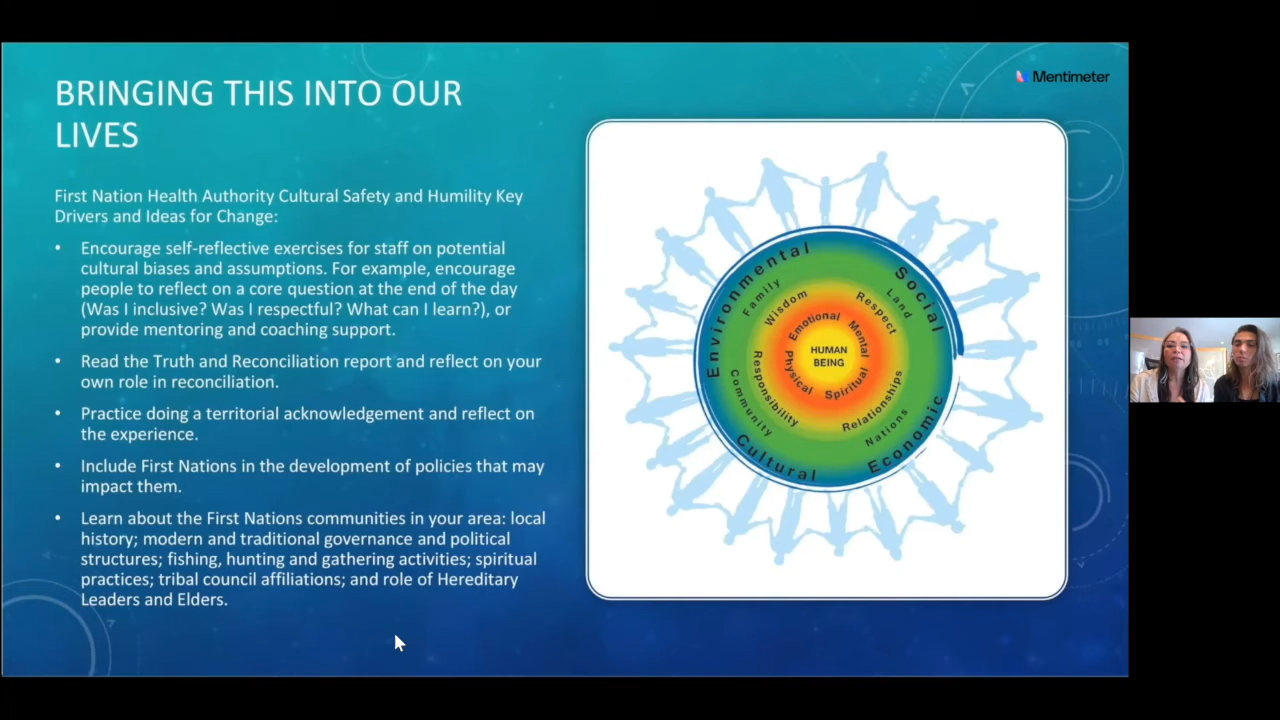 BRINGING THIS INTO OUR
LIVES
Mentimeter
First Nation Health Authority Cultural Safety and Humility Key
Drivers and Ideas for Change:
• Encourage self-reflective exercises for staff on potential
cultural biases and assumptions. For example, encourage
people to reflect on a core question at the end of the day
(Was I inclusive? Was I respectful? What can I learn?), or
provide mentoring and coaching support.
• Read the Truth and Reconciliation report and reflect on your
own role in reconciliation.
• Practice doing a territorial acknowledgement and reflect on
the experience.
• Include First Nations in the development of policies that may
impact them.
• Learn about the First Nations communities in your area: local
history; modern and traditional governance and political
structures; fishing, hunting and gathering activities; spiritual
practices; tribal council affiliations; and role of Hereditary
Leaders and Elders.
Environmental
Social
Economic
Cultural
Family
Land
Nations
Community
Wisdom
Respect
Relationships
Responsibility
Emotional
Mental
Spiritual
Physical
HUMAN
BEING